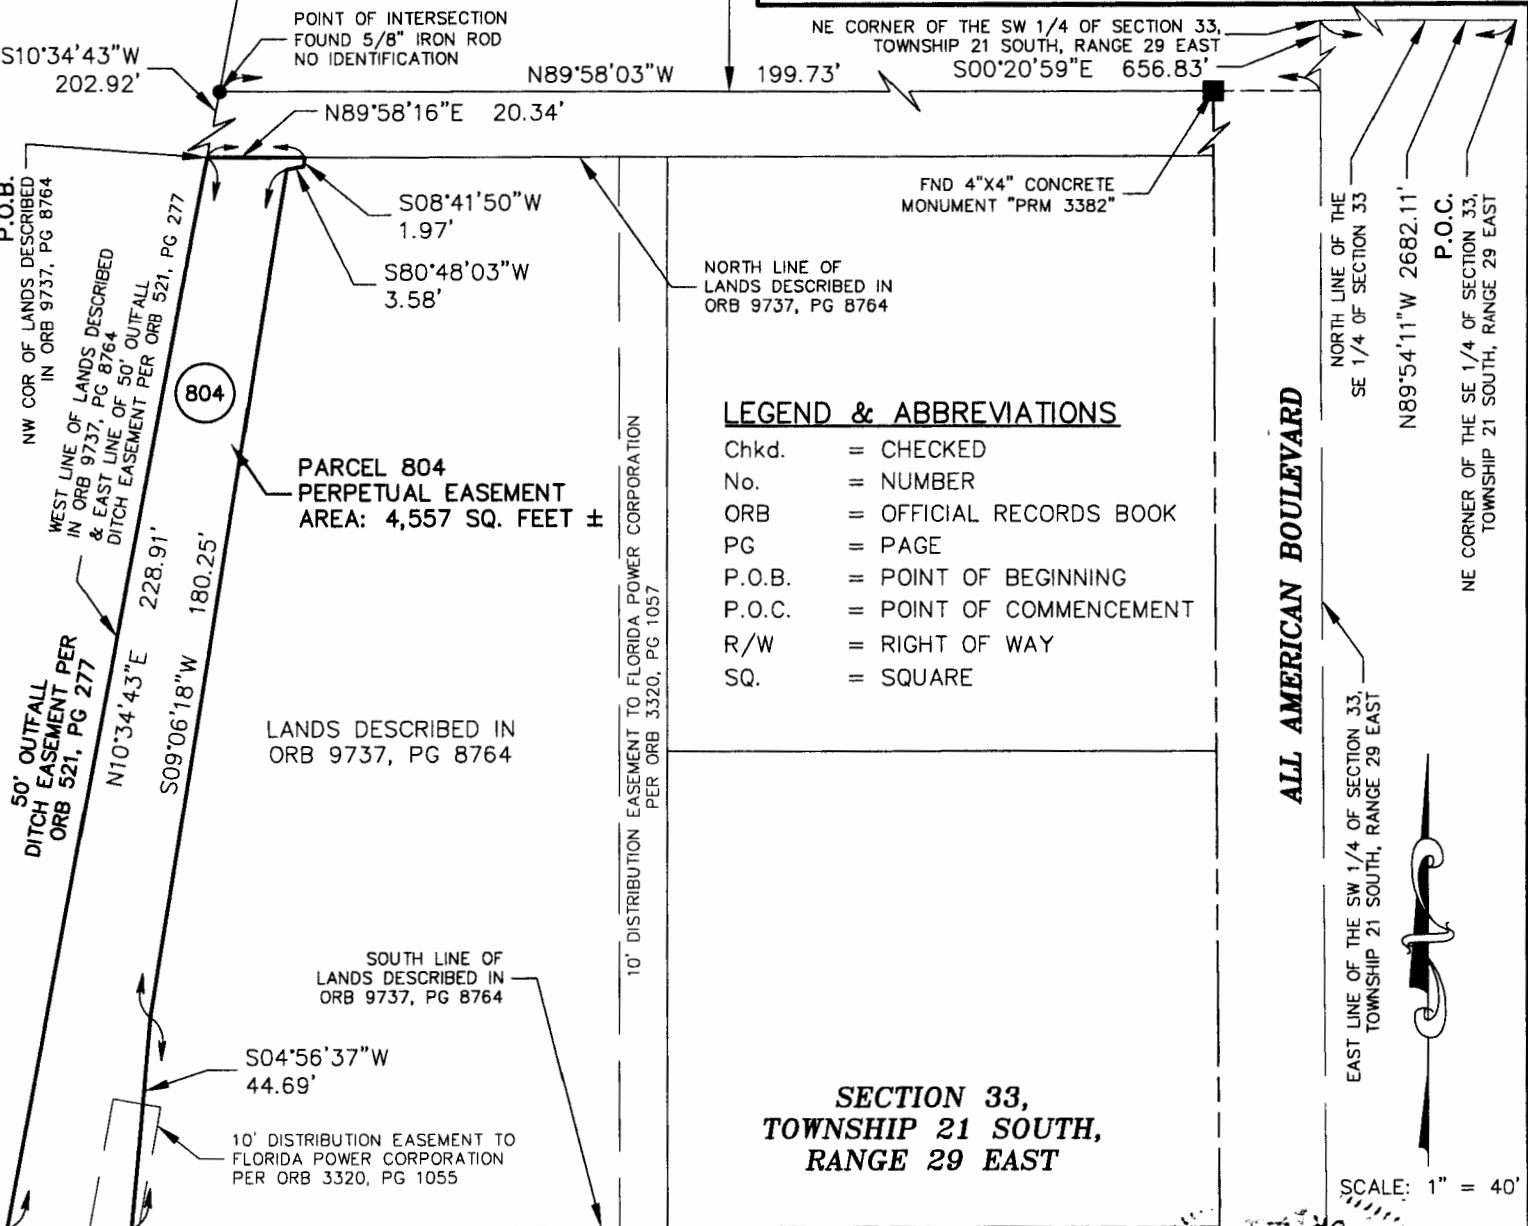 POINT OF INTERSECTION
FOUND 5/8" IRON ROD
NO IDENTIFICATION
S10°34'43"W
202.92'
NE CORNER OF THE SW 1/4 OF SECTION 33,
TOWNSHIP 21 SOUTH, RANGE 29 EAST
S00°20'59"E 656.83'
N89°58'03"W 199.73'
N89°58'16"E 20.34'
P.O.B.
NW COR OF LANDS DESCRIBED
IN ORB 9737, PG 8764
S08°41'50"W
1.97'
S80°48'03"W
3.58'
FND 4"X4" CONCRETE
MONUMENT "PRM 3382"
NORTH LINE OF
LANDS DESCRIBED IN
ORB 9737, PG 8764
NORTH LINE OF THE
SE 1/4 OF SECTION 33
N89°54'11"W 2682.11'
P.O.C.
NE CORNER OF THE SE 1/4 OF SECTION 33,
TOWNSHIP 21 SOUTH, RANGE 29 EAST
WEST LINE OF LANDS DESCRIBED
IN ORB 9737, PG 8764
& EAST LINE OF 50' OUTFALL
DITCH EASEMENT PER ORB 521, PG 277
804
PARCEL 804
PERPETUAL EASEMENT
AREA: 4,557 SQ. FEET ±
LEGEND & ABBREVIATIONS
Chkd. = CHECKED
No. = NUMBER
ORB = OFFICIAL RECORDS BOOK
PG = PAGE
P.O.B. = POINT OF BEGINNING
P.O.C. = POINT OF COMMENCEMENT
R/W = RIGHT OF WAY
SQ. = SQUARE
10' DISTRIBUTION EASEMENT TO FLORIDA POWER CORPORATION
PER ORB 3320, PG 1057
ALL AMERICAN BOULEVARD
50' OUTFALL
DITCH EASEMENT PER
ORB 521, PG 277
N10°34'43"E 228.91'
S09°06'18"W 180.25'
LANDS DESCRIBED IN
ORB 9737, PG 8764
EAST LINE OF THE SW 1/4 OF SECTION 33,
TOWNSHIP 21 SOUTH, RANGE 29 EAST
SOUTH LINE OF
LANDS DESCRIBED IN
ORB 9737, PG 8764
S04°56'37"W
44.69'
10' DISTRIBUTION EASEMENT TO
FLORIDA POWER CORPORATION
PER ORB 3320, PG 1055
SECTION 33,
TOWNSHIP 21 SOUTH,
RANGE 29 EAST
SCALE: 1" = 40'